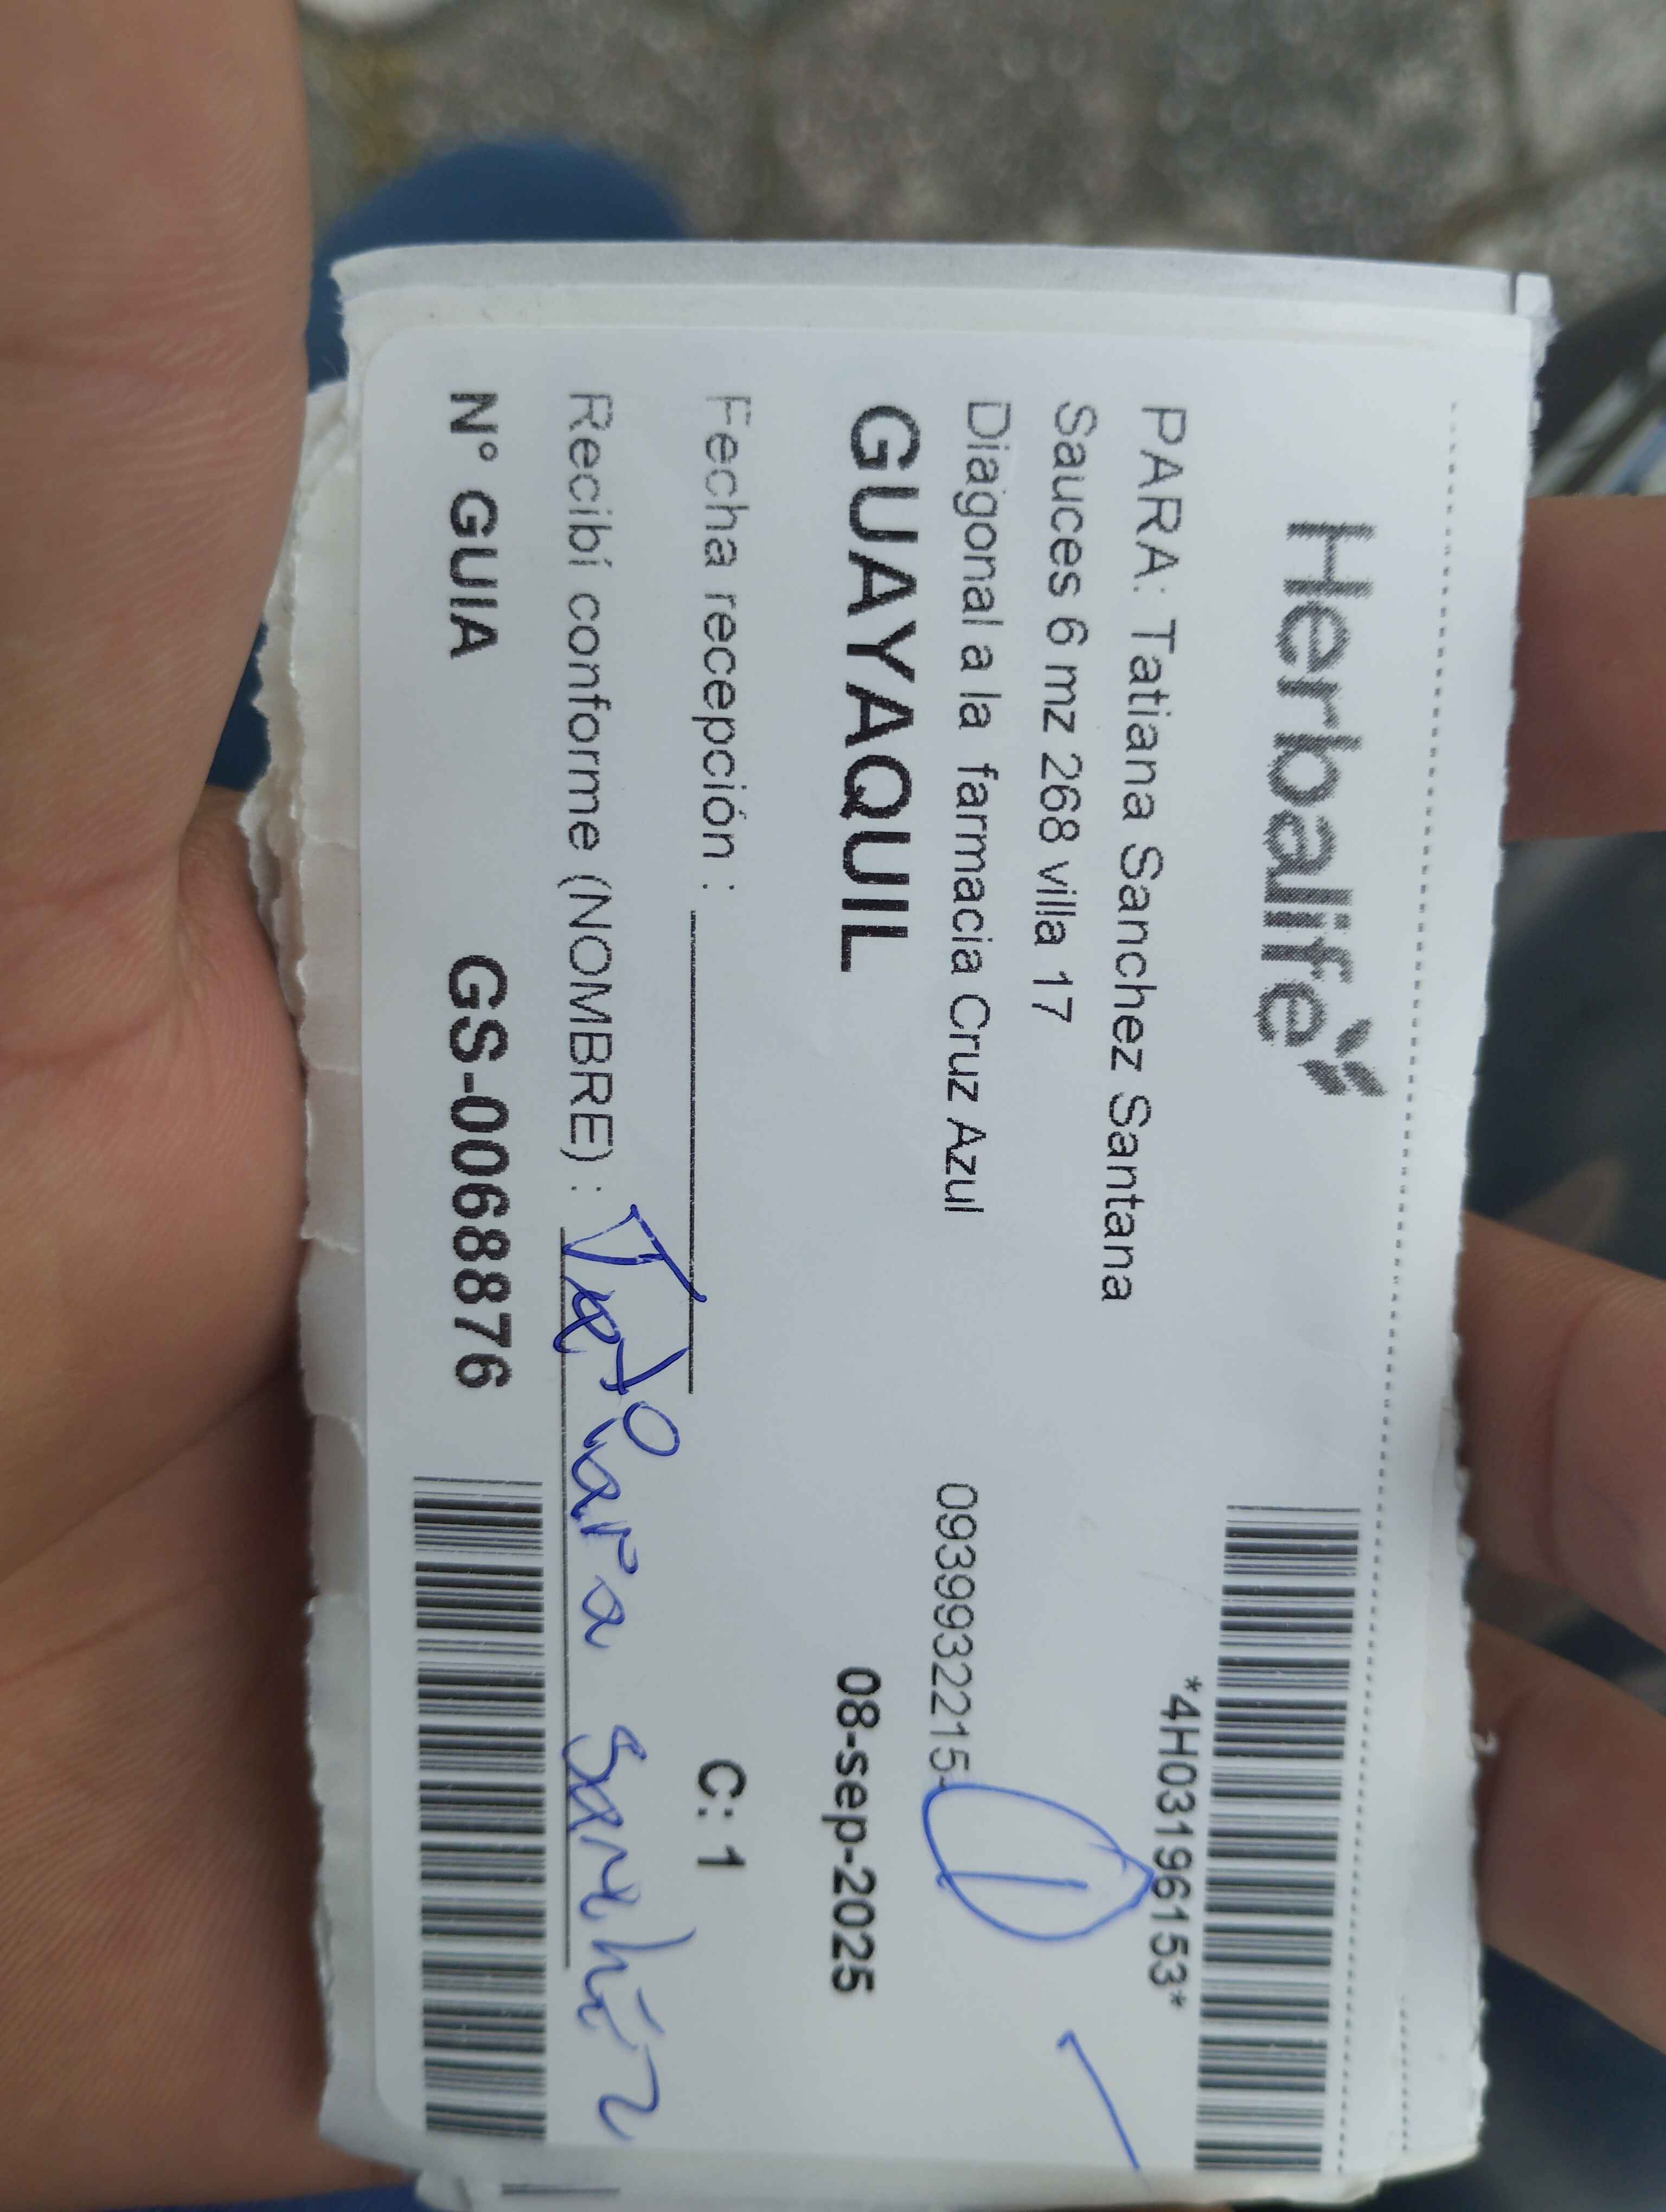 Herbalife
*4H03196153*
PARA: Tatiana Sanchez Santana
Sauces 6 mz 268 villa 17
Diagonal a la farmacia Cruz Azul 0939932215-
GUAYAQUIL 08-sep-2025
Fecha recepción : C: 1
Recibí conforme (NOMBRE) :
N° GUIA GS-0068876